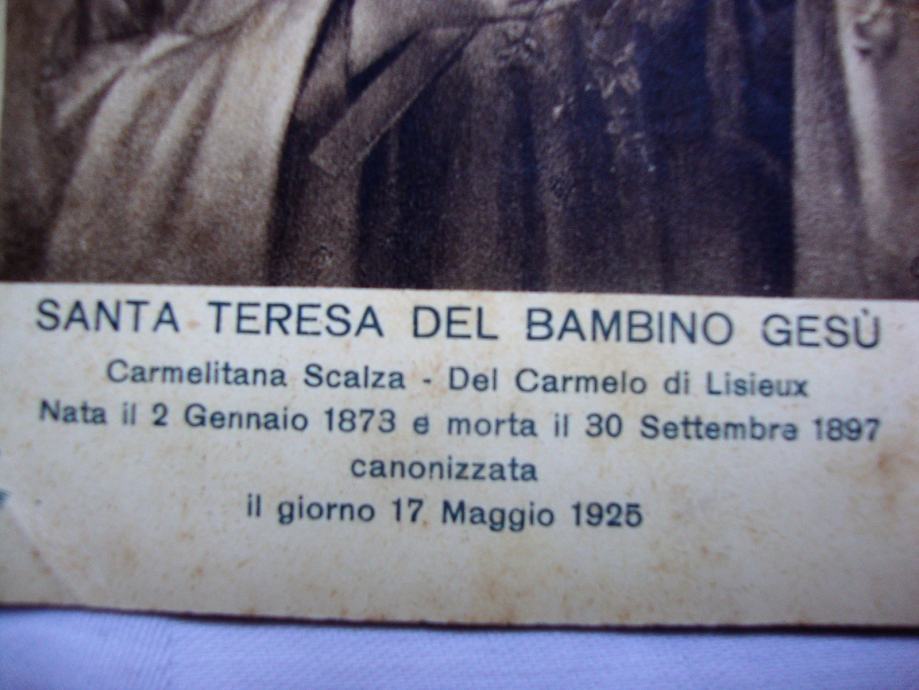 SANTA TERESA DEL BAMBINO GESÙ
Carmelitana Scalza - Del Carmelo di Lisieux
Nata il 2 Gennaio 1873 e morta il 30 Settembre 1897
canonizzata
il giorno 17 Maggio 1925